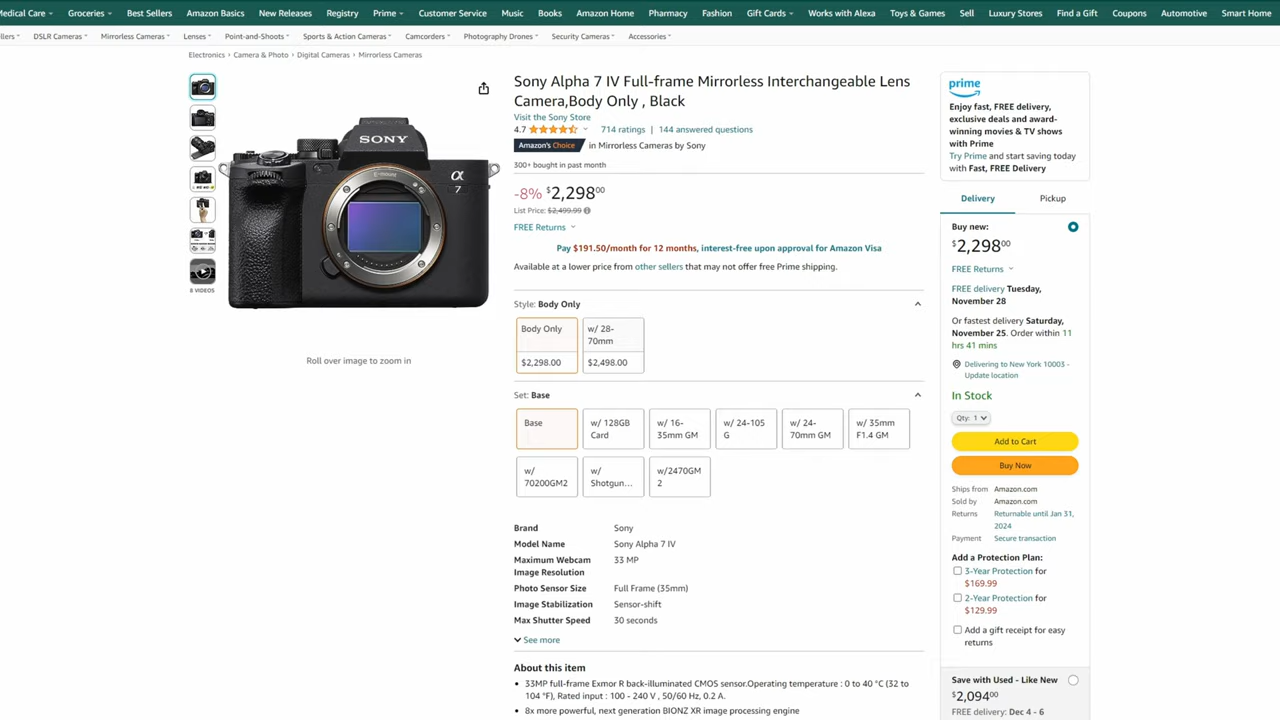 Medical Care Groceries Best Sellers Amazon Basics New Releases Registry Prime Customer Service Music Books Amazon Home Pharmacy Fashion Gift Cards Works with Alexa Toys & Games Sell Luxury Stores Find a Gift Coupons Automotive Smart Home
llers DSLR Cameras Mirrorless Cameras Lenses Point-and-Shoots Sports & Action Cameras Camcorders Photography Drones Security Cameras Accessories
Electronics › Camera & Photo › Digital Cameras › Mirrorless Cameras
SONY
E-mount
α
7
8 VIDEOS
Roll over image to zoom in
Sony Alpha 7 IV Full-frame Mirrorless Interchangeable Lens
Camera,Body Only , Black
Visit the Sony Store
4.7 714 ratings | 144 answered questions
Amazon's Choice in Mirrorless Cameras by Sony
300+ bought in past month
-8% $2,29800
List Price: $2,499.99
FREE Returns
Pay $191.50/month for 12 months, interest-free upon approval for Amazon Visa
Available at a lower price from other sellers that may not offer free Prime shipping.
Style: Body Only
Body Only
$2,298.00
w/ 28-
70mm
$2,498.00
Set: Base
Base
w/ 128GB
Card
w/ 16-
35mm GM
w/ 24-105
G
w/ 24-
70mm GM
w/ 35mm
F1.4 GM
w/
70200GM2
w/
Shotgun...
w/2470GM
2
Brand Sony
Model Name Sony Alpha 7 IV
Maximum Webcam 33 MP
Image Resolution
Photo Sensor Size Full Frame (35mm)
Image Stabilization Sensor-shift
Max Shutter Speed 30 seconds
See more
About this item
• 33MP full-frame Exmor R back-illuminated CMOS sensor.Operating temperature : 0 to 40 °C (32 to
104 °F), Rated input : 100 - 240 V , 50/60 Hz, 0.2 A.
• 8x more powerful, next generation BIONZ XR image processing engine
prime
Enjoy fast, FREE delivery,
exclusive deals and award-
winning movies & TV shows
with Prime
Try Prime and start saving today
with Fast, FREE Delivery
Delivery Pickup
Buy new:
$2,29800
FREE Returns
FREE delivery Tuesday,
November 28
Or fastest delivery Saturday,
November 25. Order within 11
hrs 41 mins
Delivering to New York 10003 -
Update location
In Stock
Qty: 1
Add to Cart
Buy Now
Ships from Amazon.com
Sold by Amazon.com
Returns Returnable until Jan 31,
2024
Payment Secure transaction
Add a Protection Plan:
3-Year Protection for
$169.99
2-Year Protection for
$129.99
Add a gift receipt for easy
returns
Save with Used - Like New
$2,09400
FREE delivery: Dec 4 - 6